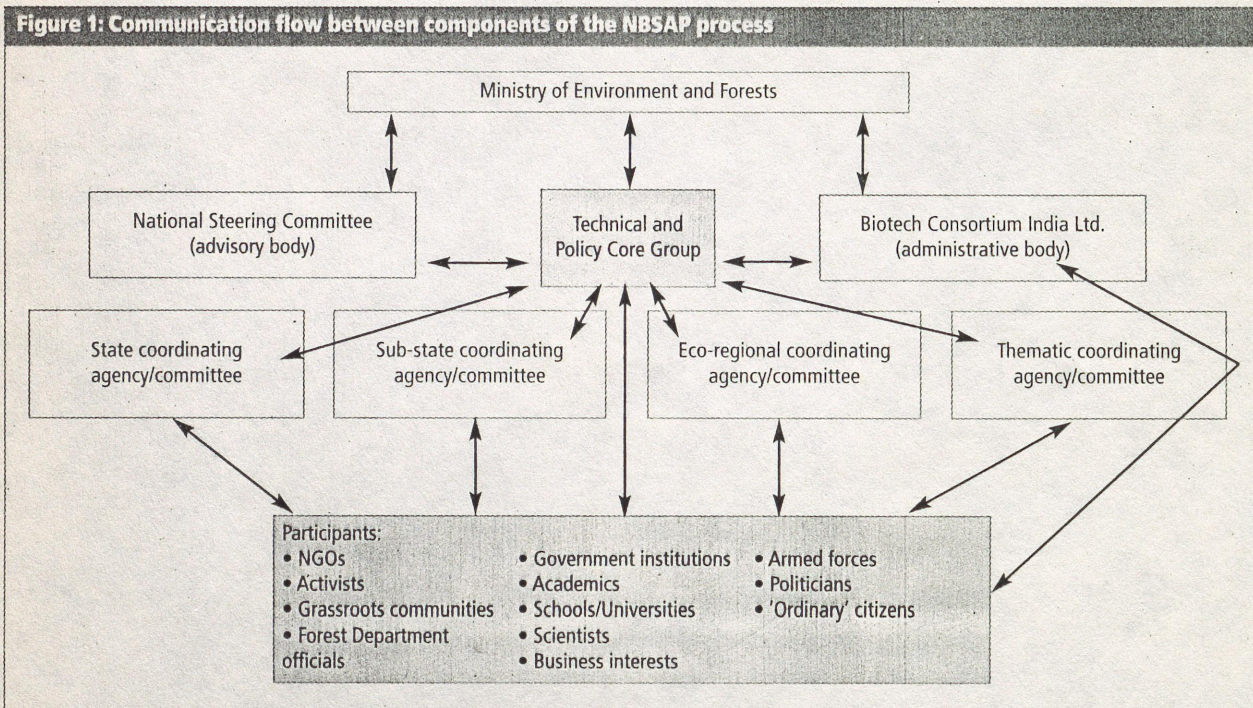 Figure 1: Communication flow between components of the NBSAP process
Ministry of Environment and Forests
National Steering Committee
(advisory body)
Technical and
Policy Core Group
Biotech Consortium India Ltd.
(administrative body)
State coordinating
agency/committee
Sub-state coordinating
agency/committee
Eco-regional coordinating
agency/committee
Thematic coordinating
agency/committee
Participants:
• NGOs
• Activists
• Grassroots communities
• Forest Department
officials
• Government institutions
• Academics
• Schools/Universities
• Scientists
• Business interests
• Armed forces
• Politicians
• 'Ordinary' citizens